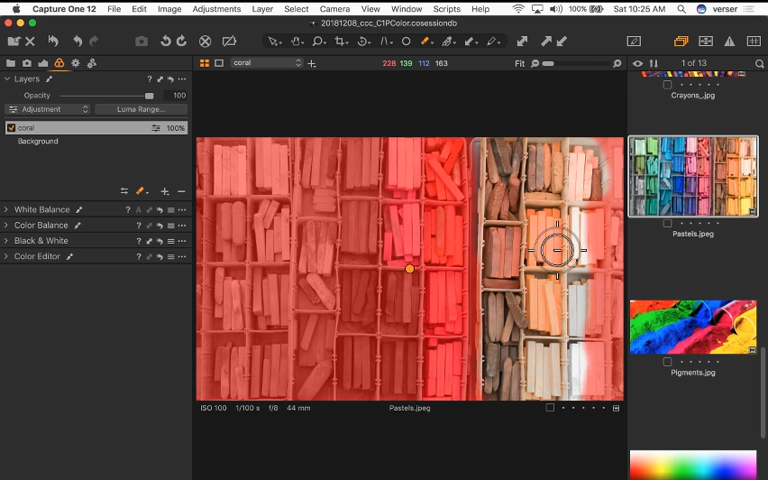 Capture One 12 File Edit Image Adjustments Layer Select Camera View Window Scripts Help 100% Sat 10:25 AM verser
20181208_ccc_C1PColor.cosessiondb
coral 228 139 112 163 Fit 1 of 13
Layers
Opacity 100
Adjustment Luma Range...
coral 100%
Background
White Balance ? A
Color Balance ?
Black & White ?
Color Editor ?
Crayons_.jpg
Pastels.jpeg
Pigments.jpg
ISO 100 1/100 s f/8 44 mm Pastels.jpeg